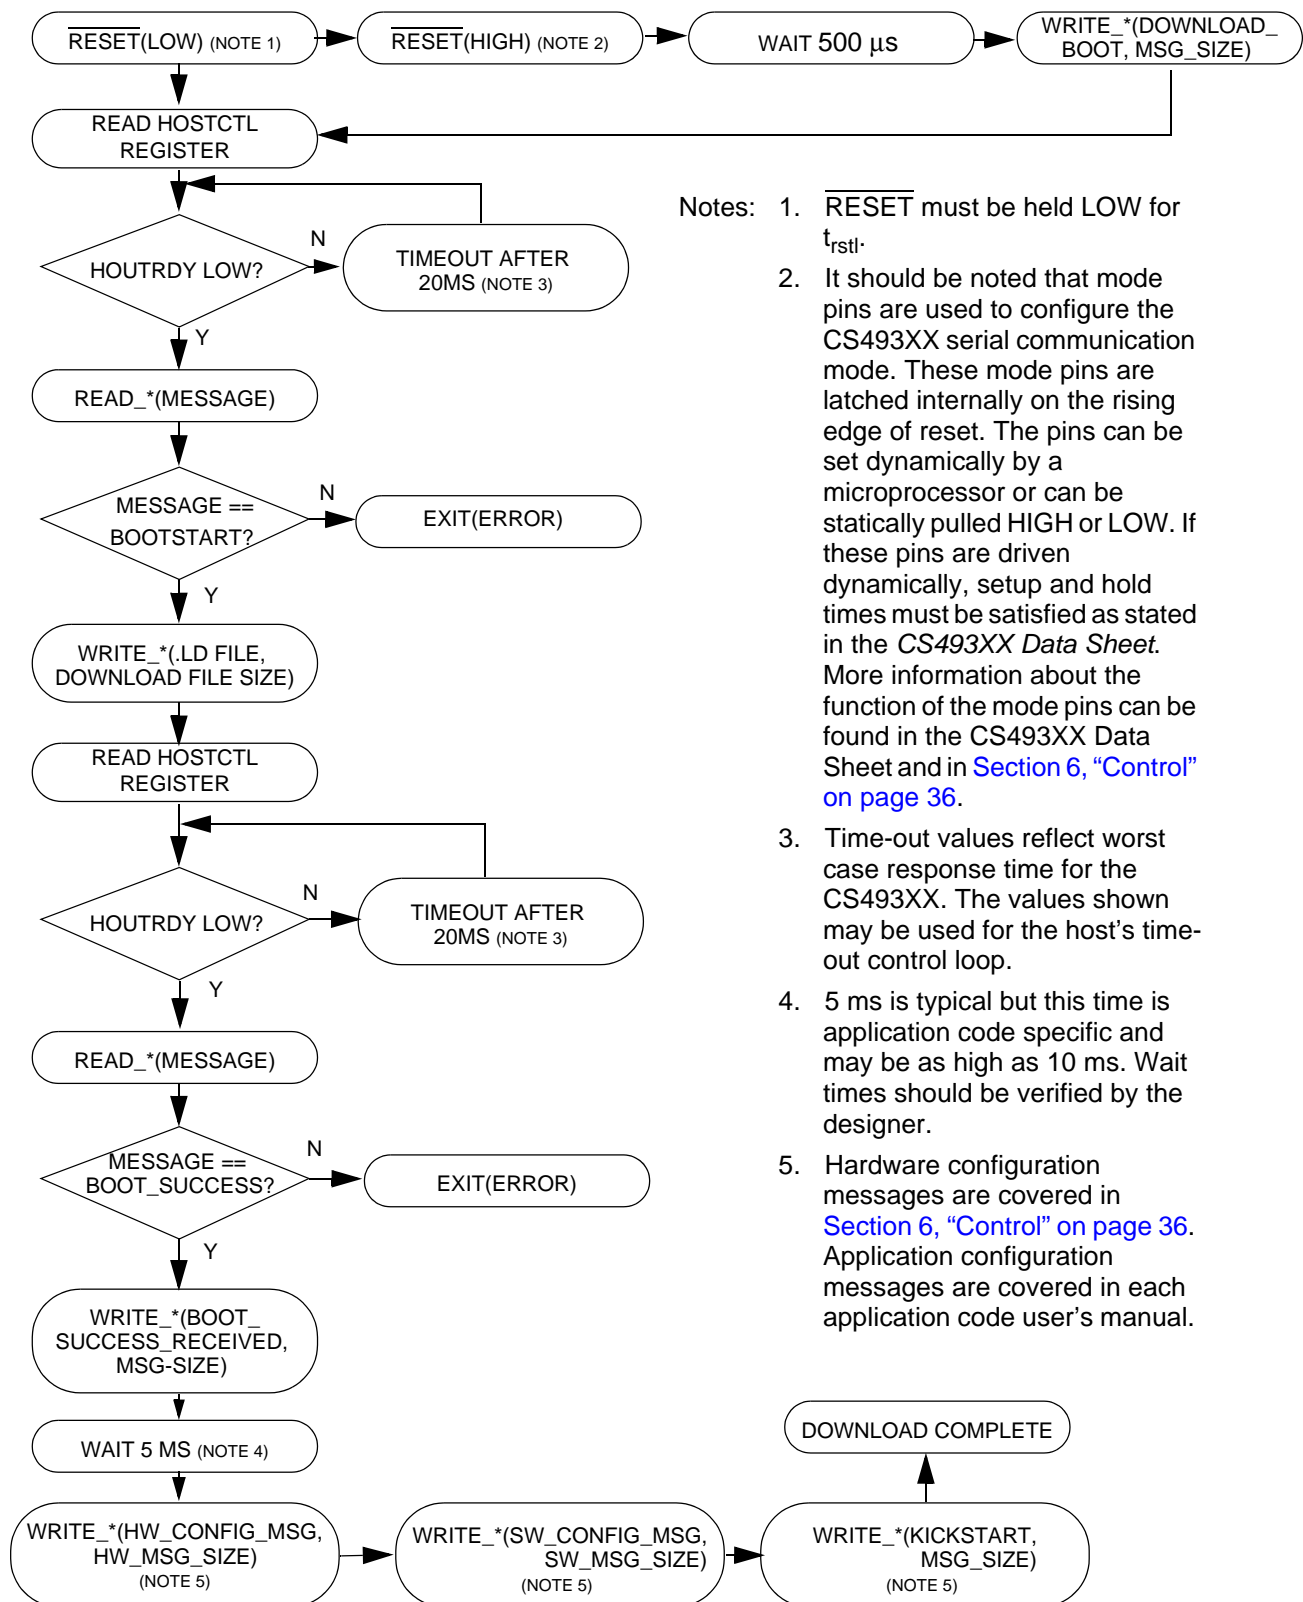 RESET(LOW) (NOTE 1)
RESET(HIGH) (NOTE 2)
WAIT 500 µs
WRITE_*(DOWNLOAD_
BOOT, MSG_SIZE)
READ HOSTCTL
REGISTER
HOUTRDY LOW?
N
TIMEOUT AFTER
20MS (NOTE 3)
Y
READ_*(MESSAGE)
MESSAGE ==
BOOTSTART?
N
EXIT(ERROR)
Y
WRITE_*(.LD FILE,
DOWNLOAD FILE SIZE)
READ HOSTCTL
REGISTER
HOUTRDY LOW?
N
TIMEOUT AFTER
20MS (NOTE 3)
Y
READ_*(MESSAGE)
MESSAGE ==
BOOT_SUCCESS?
N
EXIT(ERROR)
Y
WRITE_*(BOOT_
SUCCESS_RECEIVED,
MSG-SIZE)
WAIT 5 MS (NOTE 4)
WRITE_*(HW_CONFIG_MSG,
HW_MSG_SIZE)
(NOTE 5)
WRITE_*(SW_CONFIG_MSG,
SW_MSG_SIZE)
(NOTE 5)
WRITE_*(KICKSTART,
MSG_SIZE)
(NOTE 5)
DOWNLOAD COMPLETE
Notes: 1. RESET must be held LOW for
trstl.
2. It should be noted that mode
pins are used to configure the
CS493XX serial communication
mode. These mode pins are
latched internally on the rising
edge of reset. The pins can be
set dynamically by a
microprocessor or can be
statically pulled HIGH or LOW. If
these pins are driven
dynamically, setup and hold
times must be satisfied as stated
in the CS493XX Data Sheet.
More information about the
function of the mode pins can be
found in the CS493XX Data
Sheet and in Section 6, “Control”
on page 36.
3. Time-out values reflect worst
case response time for the
CS493XX. The values shown
may be used for the host’s time-
out control loop.
4. 5 ms is typical but this time is
application code specific and
may be as high as 10 ms. Wait
times should be verified by the
designer.
5. Hardware configuration
messages are covered in
Section 6, “Control” on page 36.
Application configuration
messages are covered in each
application code user’s manual.